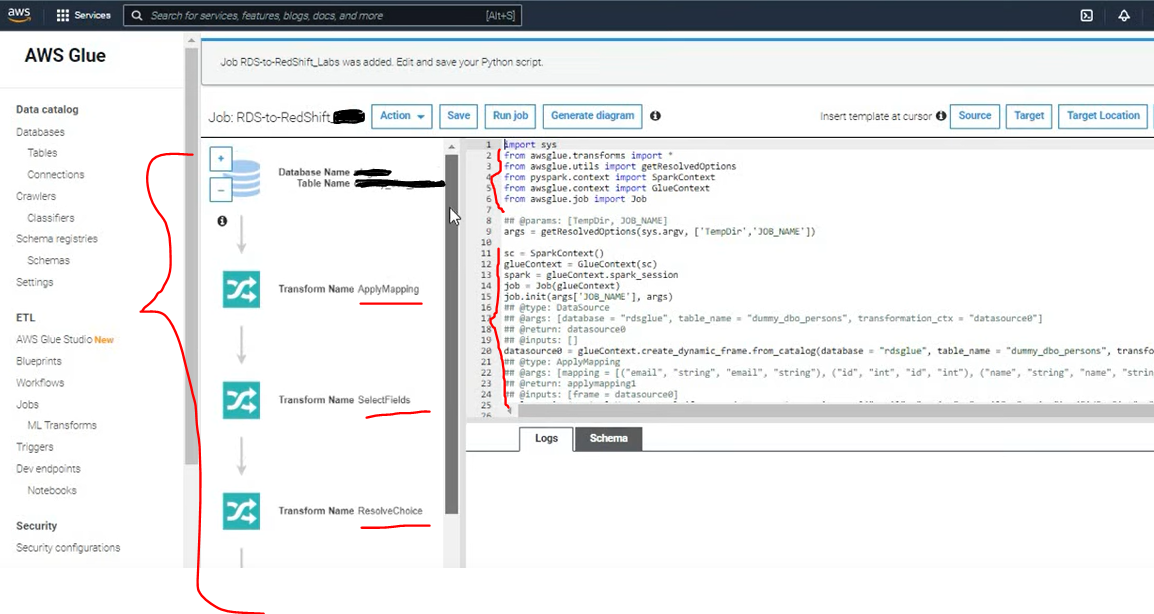 aws
Services
Search for services, features, blogs, docs, and more
[Alt+S]
AWS Glue
Data catalog
Databases
Tables
Connections
Crawlers
Classifiers
Schema registries
Schemas
Settings
ETL
AWS Glue Studio New
Blueprints
Workflows
Jobs
ML Transforms
Triggers
Dev endpoints
Notebooks
Security
Security configurations
Job RDS-to-RedShift_Labs was added. Edit and save your Python script.
Job: RDS-to-RedShift_
Action
Save
Run job
Generate diagram
Insert template at cursor
Source
Target
Target Location
+
-
Database Name
Table Name
Transform Name ApplyMapping
Transform Name SelectFields
Transform Name ResolveChoice
1 import sys
2 from awsglue.transforms import *
3 from awsglue.utils import getResolvedOptions
4 from pyspark.context import SparkContext
5 from awsglue.context import GlueContext
6 from awsglue.job import Job
7
8 ## @params: [TempDir, JOB_NAME]
9 args = getResolvedOptions(sys.argv, ['TempDir','JOB_NAME'])
10
11 sc = SparkContext()
12 glueContext = GlueContext(sc)
13 spark = glueContext.spark_session
14 job = Job(glueContext)
15 job.init(args['JOB_NAME'], args)
16 ## @type: DataSource
17 ## @args: [database = "rdsglue", table_name = "dummy_dbo_persons", transformation_ctx = "datasource0"]
18 ## @return: datasource0
19 ## @inputs: []
20 datasource0 = glueContext.create_dynamic_frame.from_catalog(database = "rdsglue", table_name = "dummy_dbo_persons", transfo
21 ## @type: ApplyMapping
22 ## @args: [mapping = [("email", "string", "email", "string"), ("id", "int", "id", "int"), ("name", "string", "name", "strin
23 ## @return: applymapping1
24 ## @inputs: [frame = datasource0]
25
26
Logs
Schema